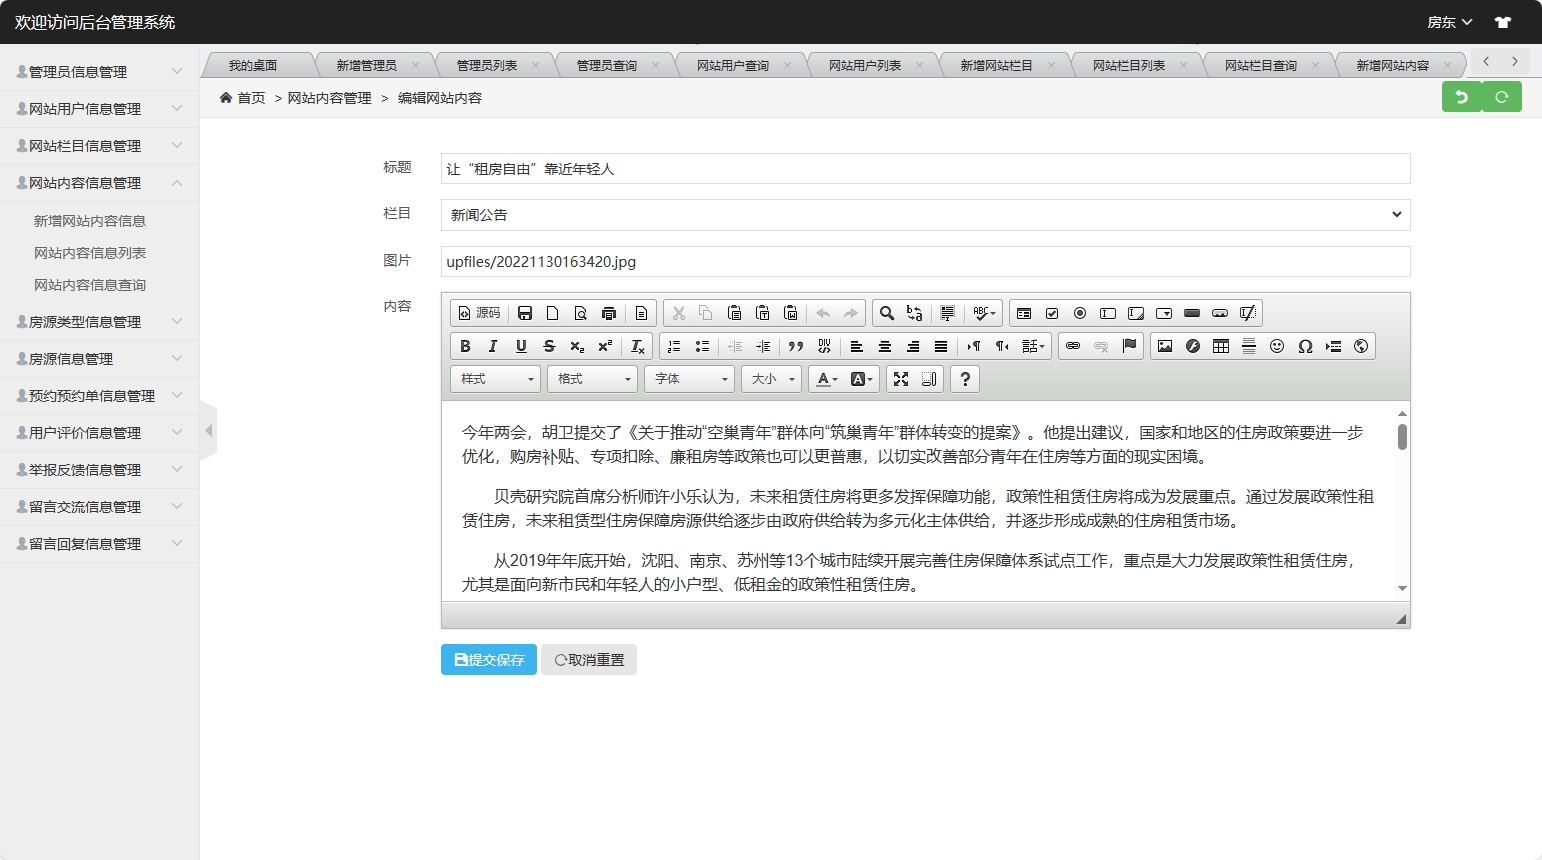 欢迎访问后台管理系统
房东
管理员信息管理
网站用户信息管理
网站栏目信息管理
网站内容信息管理
新增网站内容信息
网站内容信息列表
网站内容信息查询
房源类型信息管理
房源信息管理
预约预约单信息管理
用户评价信息管理
举报反馈信息管理
留言交流信息管理
留言回复信息管理
我的桌面 新增管理员 管理员列表 管理员查询 网站用户查询 网站用户列表 新增网站栏目 网站栏目列表 网站栏目查询 新增网站内容
首页 > 网站内容管理 > 编辑网站内容
标题 让“租房自由”靠近年轻人
栏目 新闻公告
图片 upfiles/20221130163420.jpg
内容
源码
样式 格式 字体 大小
今年两会，胡卫提交了《关于推动“空巢青年”群体向“筑巢青年”群体转变的提案》。他提出建议，国家和地区的住房政策要进一步
优化，购房补贴、专项扣除、廉租房等政策也可以更普惠，以切实改善部分青年在住房等方面的现实困境。
贝壳研究院首席分析师许小乐认为，未来租赁住房将更多发挥保障功能，政策性租赁住房将成为发展重点。通过发展政策性租
赁住房，未来租赁型住房保障房源供给逐步由政府供给转为多元化主体供给，并逐步形成成熟的住房租赁市场。
从2019年年底开始，沈阳、南京、苏州等13个城市陆续开展完善住房保障体系试点工作，重点是大力发展政策性租赁住房，
尤其是面向新市民和年轻人的小户型、低租金的政策性租赁住房。
提交保存 取消重置